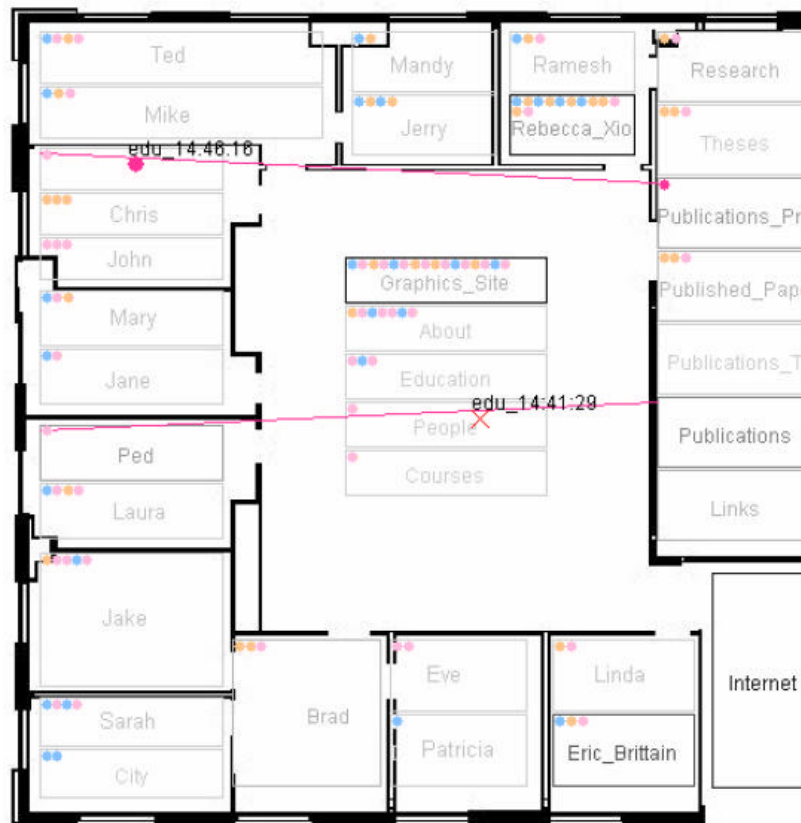 Ted
Mandy
Ramesh
Research
Mike
Jerry
Rebecca_Xio
Theses
edu_14:46:16
Chris
Publications_Pr
John
Graphics_Site
Published_Pap
Mary
About
Jane
Education
Publications_T
edu_14:41:29
People
Ped
Publications
Courses
Laura
Links
Jake
Eve
Linda
Internet
Sarah
Brad
Patricia
Eric_Brittain
City